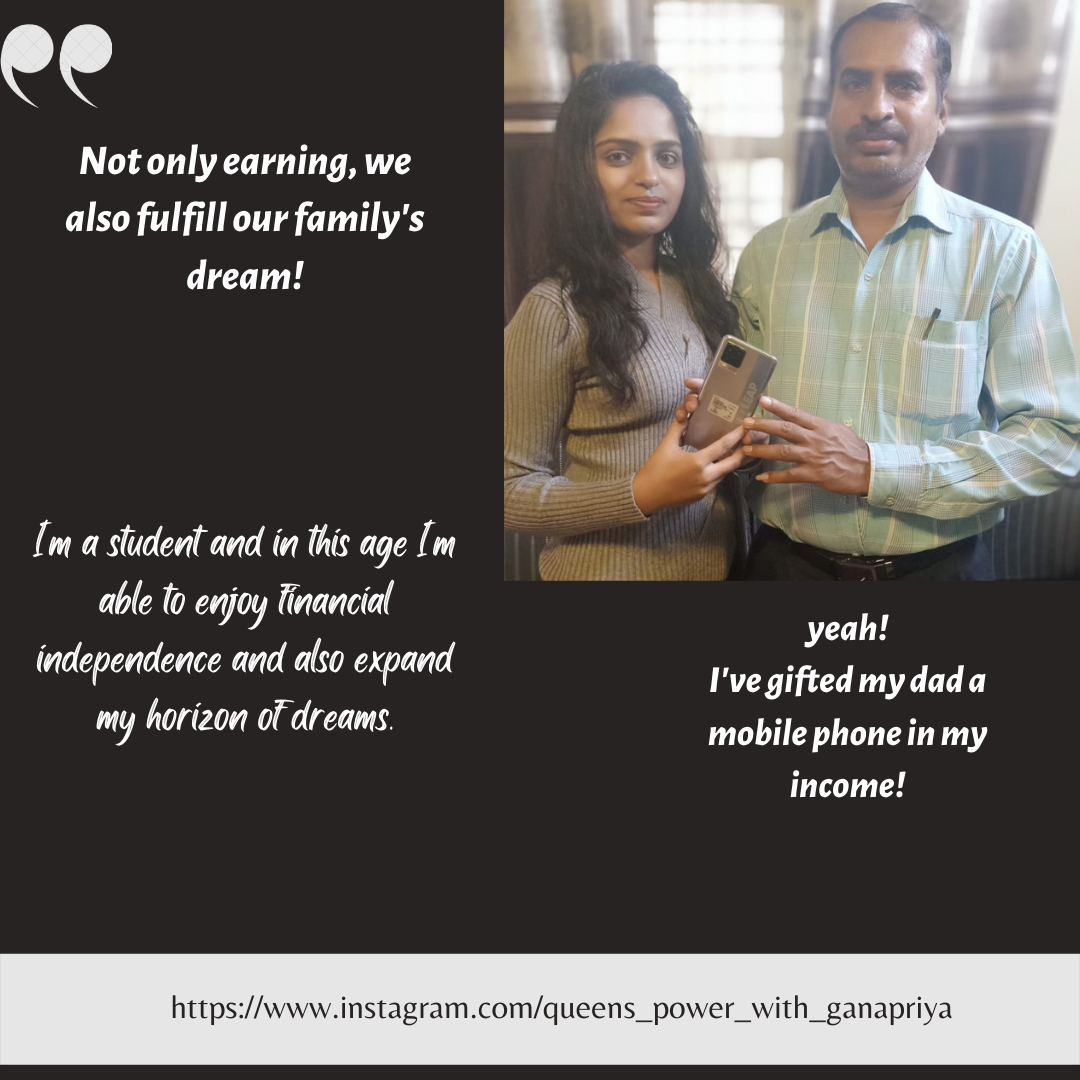 Not only earning, we
also fulfill our family's
dream!
I'm a student and in this age I'm
able to enjoy financial
independence and also expand
my horizon of dreams.
yeah!
I've gifted my dad a
mobile phone in my
income!
https://www.instagram.com/queens_power_with_ganapriya